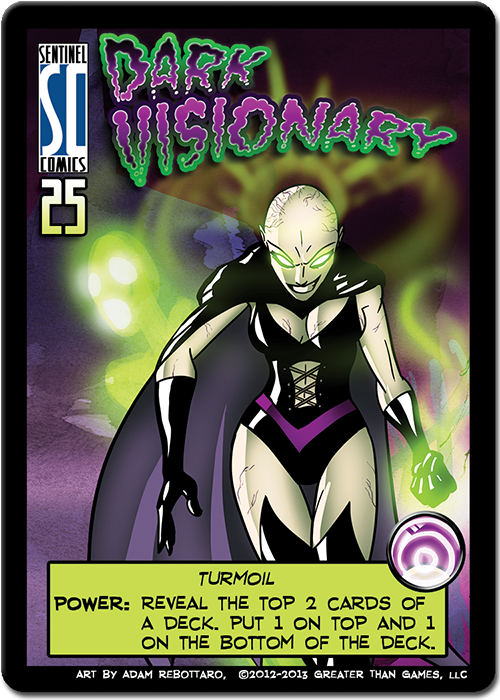 SENTINEL
SC
COMICS
25
DARK
VISIONARY
TURMOIL
POWER: REVEAL THE TOP 2 CARDS OF
A DECK. PUT 1 ON TOP AND 1
ON THE BOTTOM OF THE DECK.
ART BY ADAM REBOTTARO, ©2012-2013 GREATER THAN GAMES, LLC